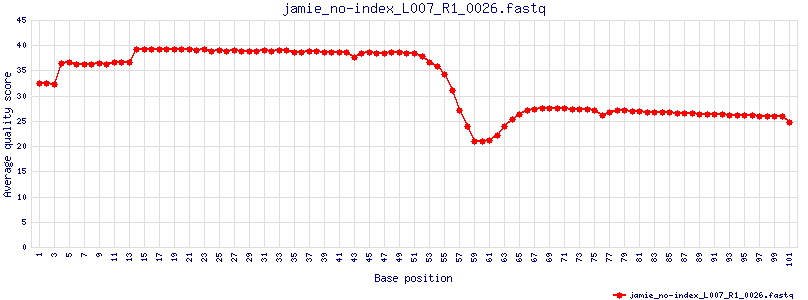 jamie_no-index_L007_R1_0026.fastq
Average quality score
45
40
35
30
25
20
15
10
5
0
1 3 5 7 9 11 13 15 17 19 21 23 25 27 29 31 33 35 37 39 41 43 45 47 49 51 53 55 57 59 61 63 65 67 69 71 73 75 77 79 81 83 85 87 89 91 93 95 97 99 101
Base position
jamie_no-index_L007_R1_0026.fastq